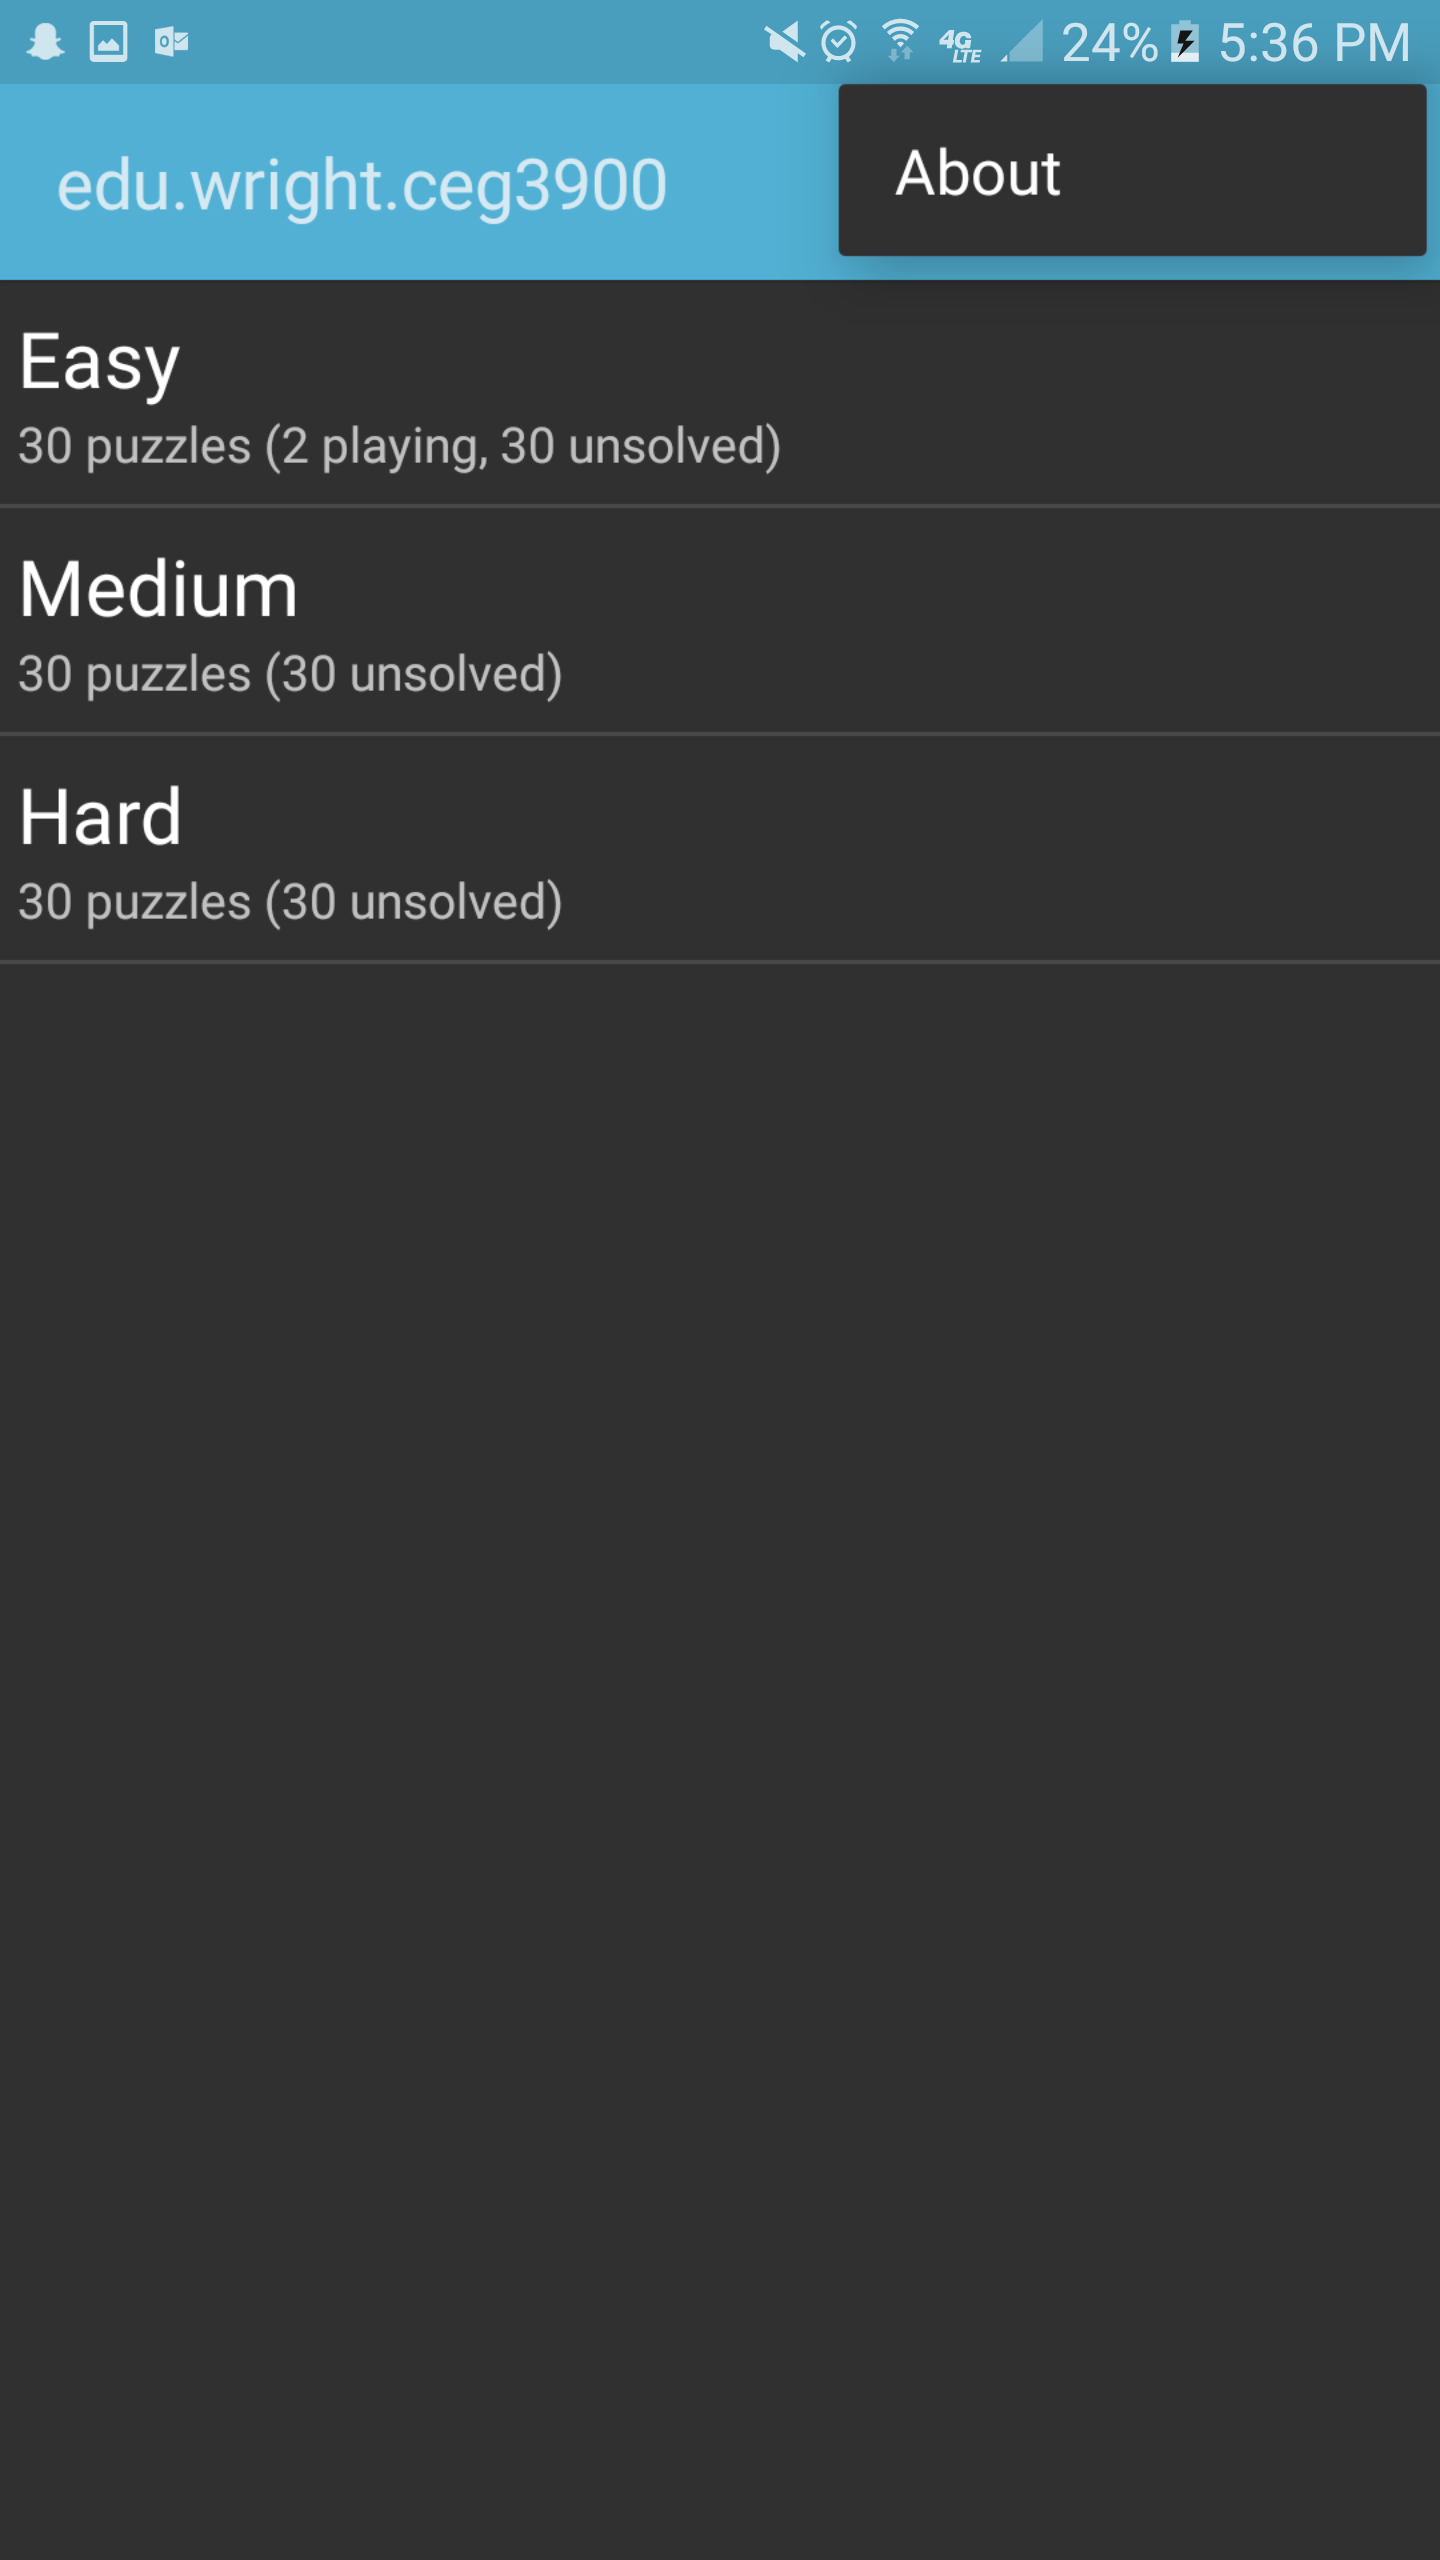 24% 5:36 PM
edu.wright.ceg3900
About
Easy
30 puzzles (2 playing, 30 unsolved)
Medium
30 puzzles (30 unsolved)
Hard
30 puzzles (30 unsolved)